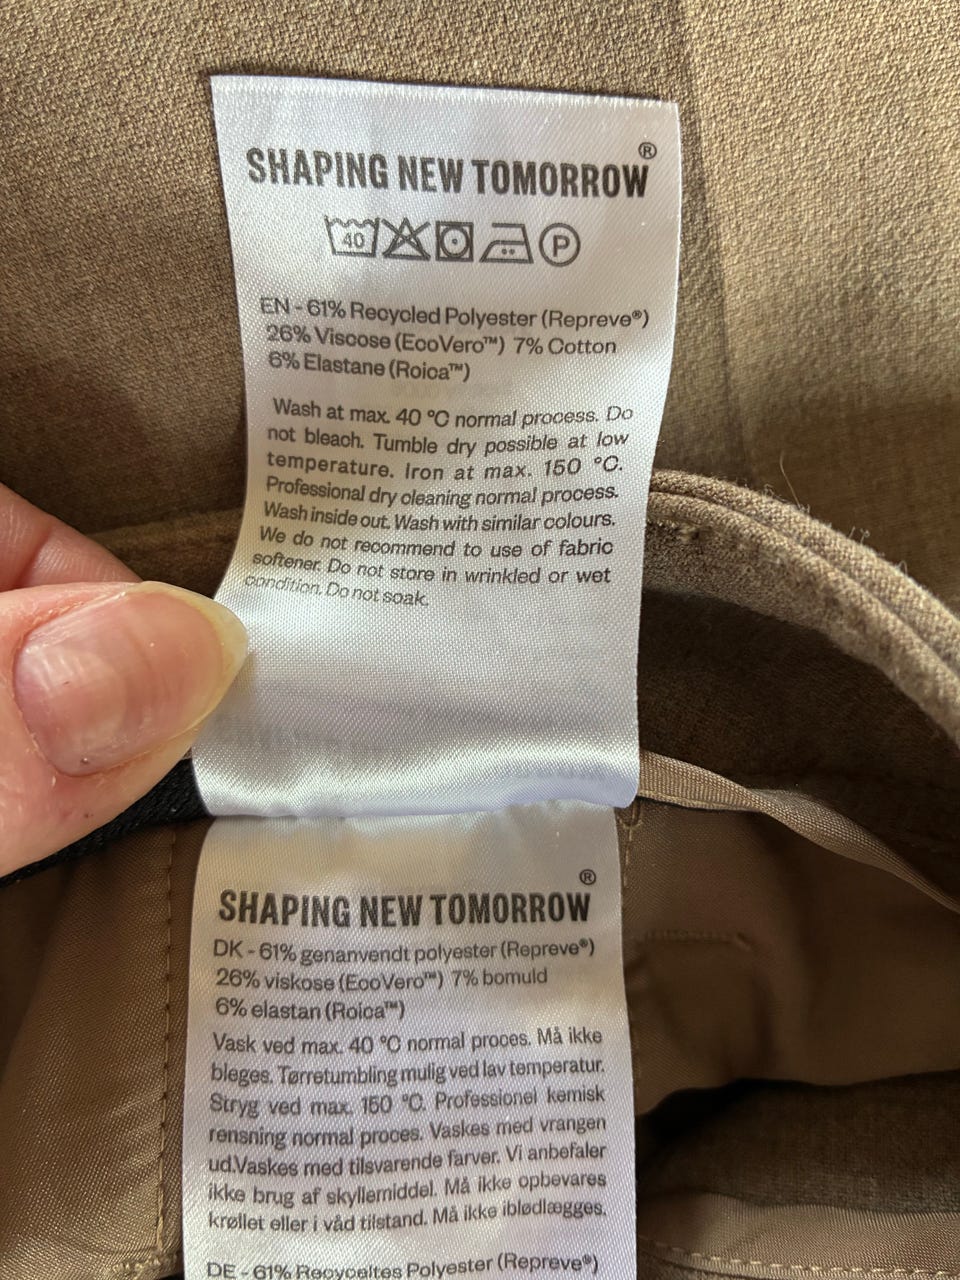 SHAPING NEW TOMORROW®
40 P
EN - 61% Recycled Polyester (Repreve®)
26% Viscose (EcoVero™) 7% Cotton
6% Elastane (Roica™)
Wash at max. 40 °C normal process. Do
not bleach. Tumble dry possible at low
temperature. Iron at max. 150 °C.
Professional dry cleaning normal process.
Wash inside out. Wash with similar colours.
We do not recommend to use of fabric
softener. Do not store in wrinkled or wet
condition. Do not soak.
SHAPING NEW TOMORROW®
DK - 61% genanvendt polyester (Repreve®)
26% viskose (EcoVero™) 7% bomuld
6% elastan (Roica™)
Vask ved max. 40 °C normal proces. Må ikke
bleges. Tørretumbling mulig ved lav temperatur.
Stryg ved max. 150 °C. Professionel kemisk
rensning normal proces. Vaskes med vrangen
ud.Vaskes med tilsvarende farver. Vi anbefaler
ikke brug af skyllemiddel. Må ikke opbevares
krøllet eller i våd tilstand. Må ikke iblødlægges.
DE - 61% Recyceltes Polyester (Repreve®)